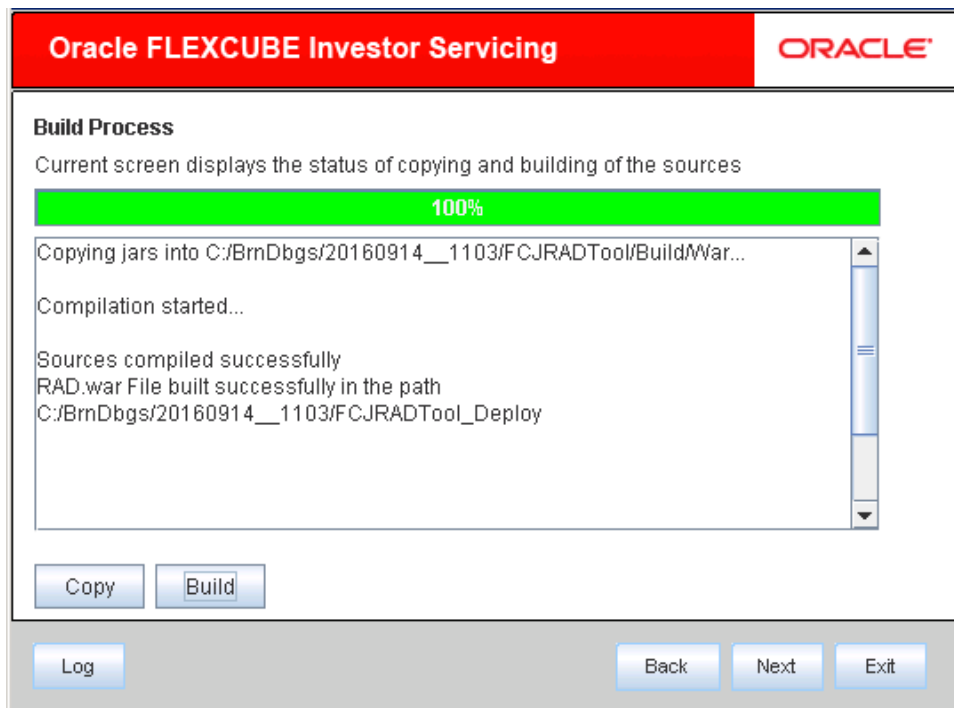 Oracle FLEXCUBE Investor Servicing
ORACLE
Build Process
Current screen displays the status of copying and building of the sources
100%
Copying jars into C:/BrnDbgs/20160914__1103/FCJRADTool/Build/War...
Compilation started...
Sources compiled successfully
RAD.war File built successfully in the path
C:/BrnDbgs/20160914__1103/FCJRADTool_Deploy
Copy Build
Log Back Next Exit